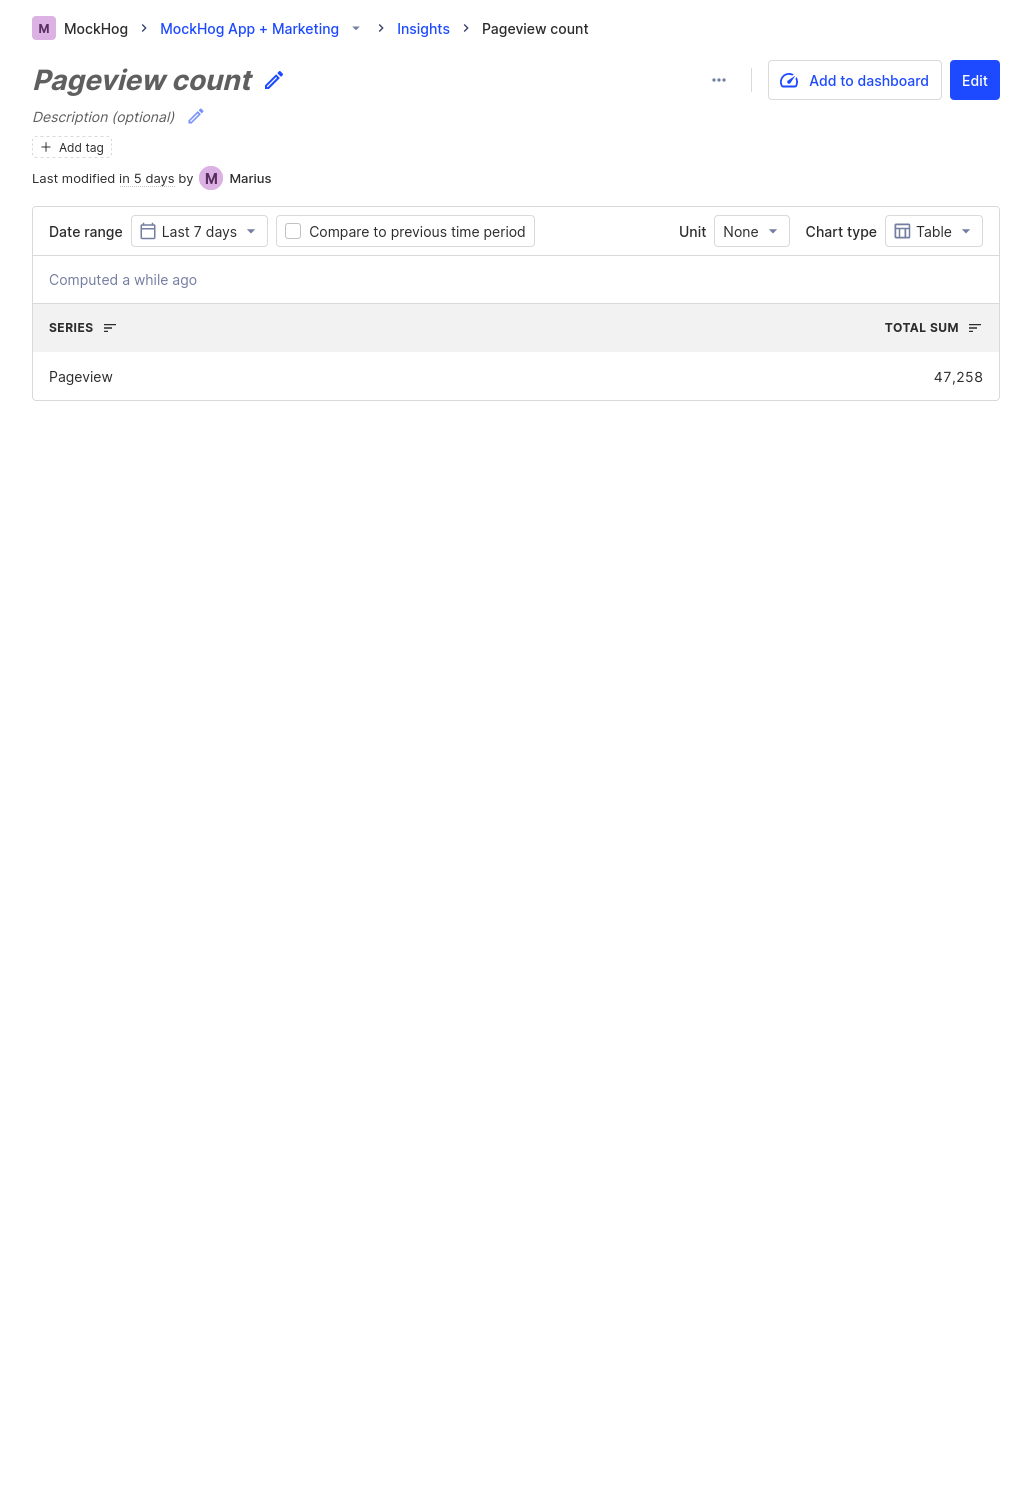 M MockHog MockHog App + Marketing Insights Pageview count
Pageview count
Add to dashboard
Edit
Description (optional)
Add tag
Last modified in 5 days by M Marius
Date range Last 7 days Compare to previous time period Unit None Chart type Table
Computed a while ago
SERIES TOTAL SUM
Pageview 47,258